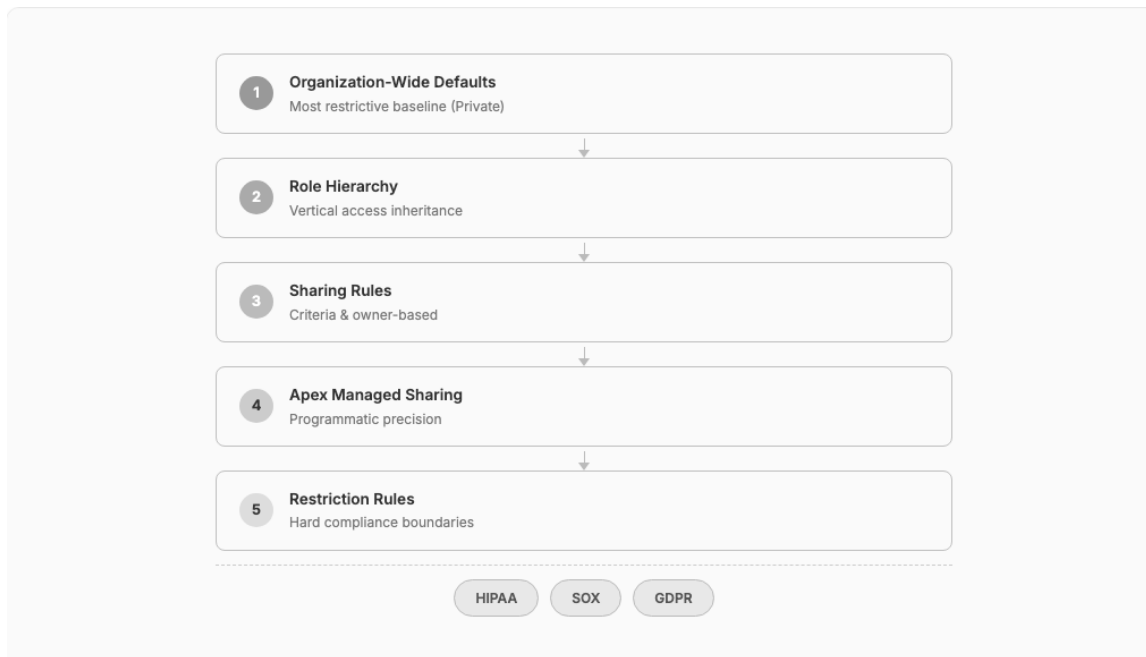 1
Organization-Wide Defaults
Most restrictive baseline (Private)
2
Role Hierarchy
Vertical access inheritance
3
Sharing Rules
Criteria & owner-based
4
Apex Managed Sharing
Programmatic precision
5
Restriction Rules
Hard compliance boundaries
HIPAA SOX GDPR